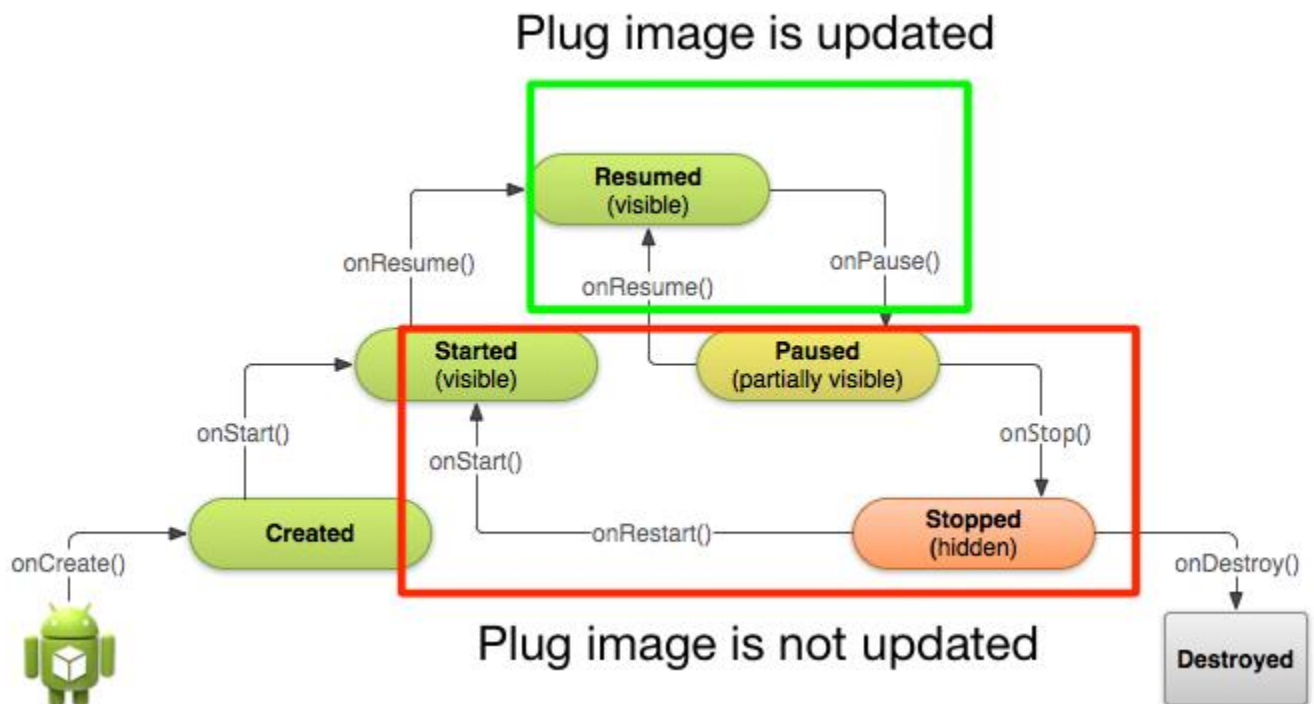 Plug image is updated
Resumed
(visible)
onResume()
onResume()
onPause()
Started
(visible)
Paused
(partially visible)
onStart()
onStart()
onStop()
Created
onRestart()
Stopped
(hidden)
onCreate()
onDestroy()
Plug image is not updated
Destroyed